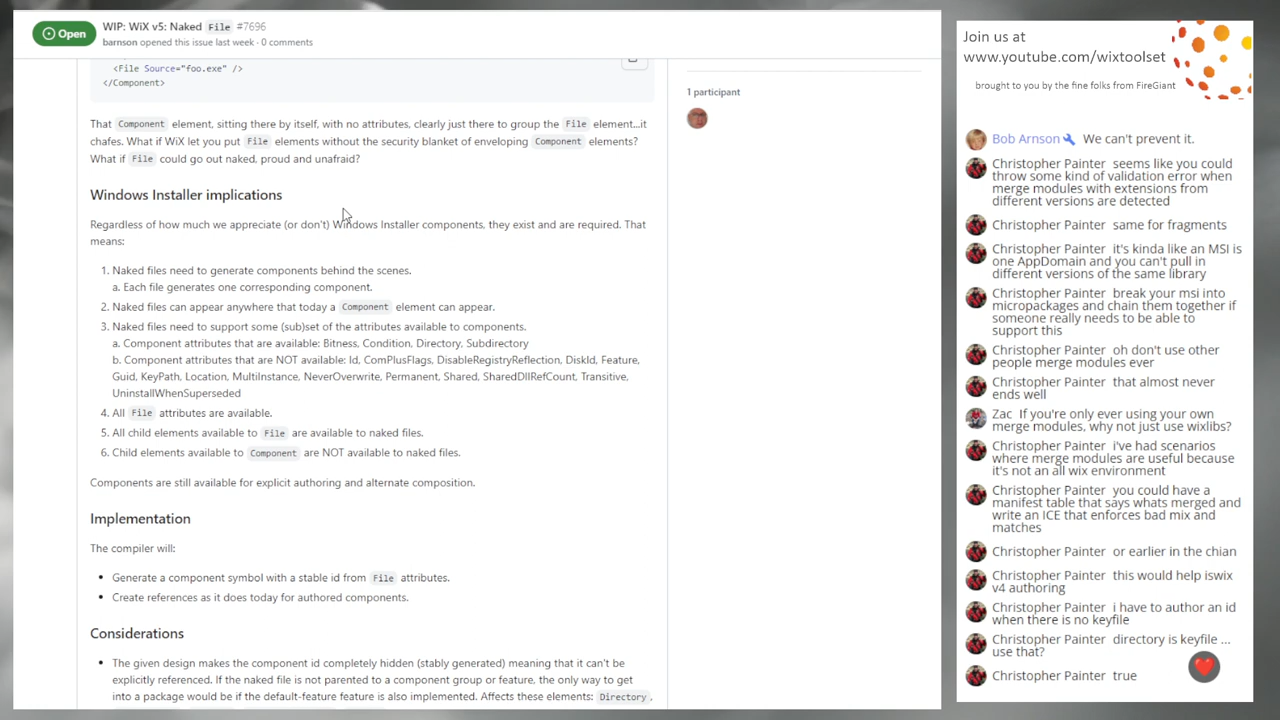 Open
WIP: WiX v5: Naked File #7696
barnson opened this issue last week · 0 comments
<File Source="foo.exe" />
</Component>
That Component element, sitting there by itself, with no attributes, clearly just there to group the File element...it
chafes. What if WiX let you put File elements without the security blanket of enveloping Component elements?
What if File could go out naked, proud and unafraid?
Windows Installer implications
Regardless of how much we appreciate (or don't) Windows Installer components, they exist and are required. That
means:
1. Naked files need to generate components behind the scenes.
a. Each file generates one corresponding component.
2. Naked files can appear anywhere that today a Component element can appear.
3. Naked files need to support some (sub)set of the attributes available to components.
a. Component attributes that are available: Bitness, Condition, Directory, Subdirectory
b. Component attributes that are NOT available: Id, ComPlusFlags, DisableRegistryReflection, DiskId, Feature,
Guid, KeyPath, Location, MultiInstance, NeverOverwrite, Permanent, Shared, SharedDllRefCount, Transitive,
UninstallWhenSuperseded
4. All File attributes are available.
5. All child elements available to File are available to naked files.
6. Child elements available to Component are NOT available to naked files.
Components are still available for explicit authoring and alternate composition.
Implementation
The compiler will:
• Generate a component symbol with a stable id from File attributes.
• Create references as it does today for authored components.
Considerations
• The given design makes the component id completely hidden (stably generated) meaning that it can't be
explicitly referenced. If the naked file is not parented to a component group or feature, the only way to get
into a package would be if the default-feature feature is also implemented. Affects these elements: Directory,
1 participant
Join us at
www.youtube.com/wixtoolset
brought to you by the fine folks from FireGiant
Bob Arnson We can't prevent it.
Christopher Painter seems like you could
throw some kind of validation error when
merge modules with extensions from
different versions are detected
Christopher Painter same for fragments
Christopher Painter it's kinda like an MSI is
one AppDomain and you can't pull in
different versions of the same library
Christopher Painter break your msi into
micropackages and chain them together if
someone really needs to be able to
support this
Christopher Painter oh don't use other
people merge modules ever
Christopher Painter that almost never
ends well
Zac If you're only ever using your own
merge modules, why not just use wixlibs?
Christopher Painter i've had scenarios
where merge modules are useful because
it's not an all wix environment
Christopher Painter you could have a
manifest table that says whats merged and
write an ICE that enforces bad mix and
matches
Christopher Painter or earlier in the chian
Christopher Painter this would help iswix
v4 authoring
Christopher Painter i have to author an id
when there is no keyfile
Christopher Painter directory is keyfile ...
use that?
Christopher Painter true